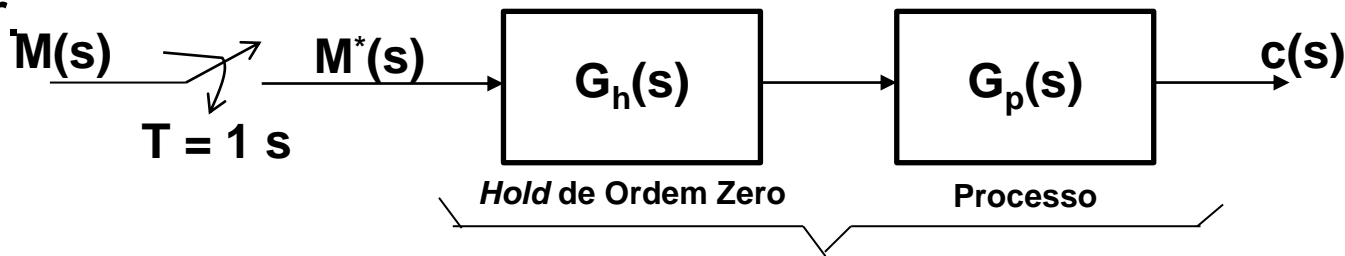 M(s)
M*(s)
Gh(s)
Gp(s)
c(s)
T = 1 s
Hold de Ordem Zero
Processo